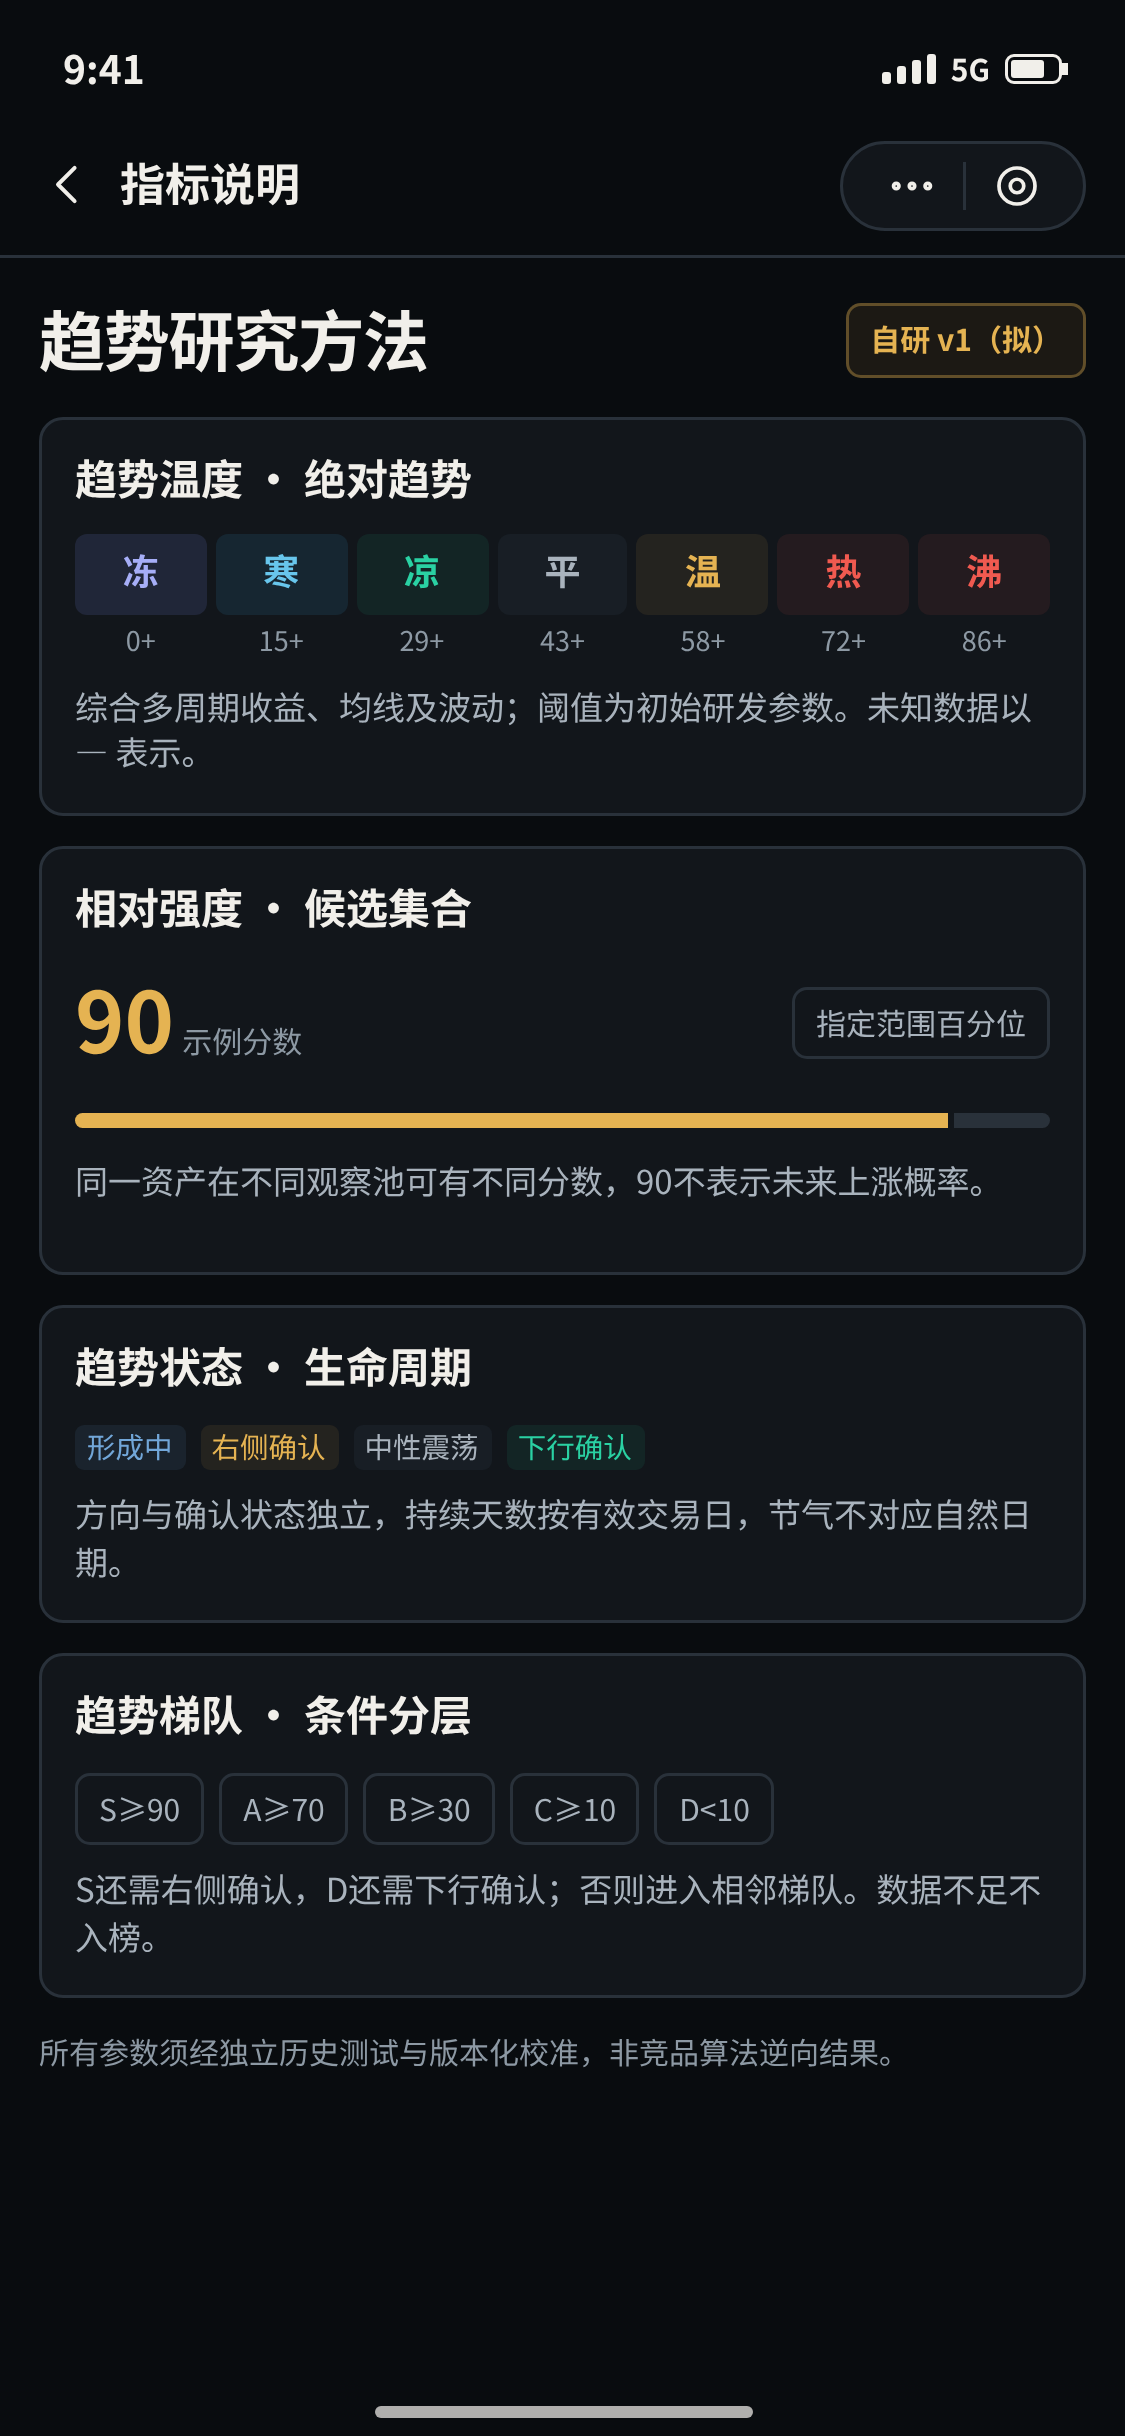 9:41
5G
指标说明
趋势研究方法
自研 v1（拟）
趋势温度 · 绝对趋势
冻 寒 凉 平 温 热 沸
0+ 15+ 29+ 43+ 58+ 72+ 86+
综合多周期收益、均线及波动；阈值为初始研发参数。未知数据以
— 表示。
相对强度 · 候选集合
90 示例分数
指定范围百分位
同一资产在不同观察池可有不同分数，90不表示未来上涨概率。
趋势状态 · 生命周期
形成中 右侧确认 中性震荡 下行确认
方向与确认状态独立，持续天数按有效交易日，节气不对应自然日
期。
趋势梯队 · 条件分层
S≥90 A≥70 B≥30 C≥10 D<10
S还需右侧确认，D还需下行确认；否则进入相邻梯队。数据不足不
入榜。
所有参数须经独立历史测试与版本化校准，非竞品算法逆向结果。